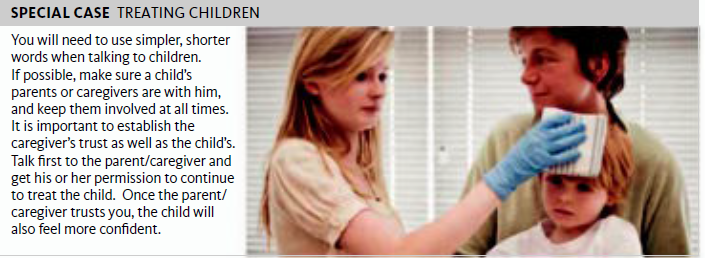 SPECIAL CASE TREATING CHILDREN
You will need to use simpler, shorter
words when talking to children.
If possible, make sure a child's
parents or caregivers are with him,
and keep them involved at all times.
It is important to establish the
caregiver's trust as well as the child's.
Talk first to the parent/caregiver and
get his or her permission to continue
to treat the child. Once the parent/
caregiver trusts you, the child will
also feel more confident.